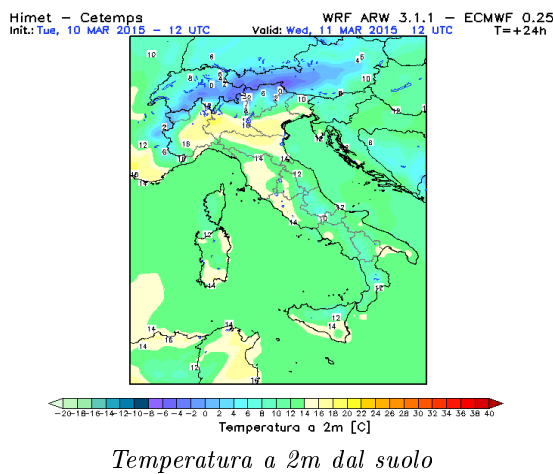 Himet – Cetemps WRF ARW 3.1.1 – ECMWF 0.25
Init.: Tue, 10 MAR 2015 – 12 UTC Valid: Wed, 11 MAR 2015 12 UTC T=+24h
-20-18-16-14-12-10 -8 -6 -4 -2 0 2 4 6 8 10 12 14 16 18 20 22 24 26 28 30 32 34 36 38 40
Temperatura a 2m [C]
Temperatura a 2m dal suolo